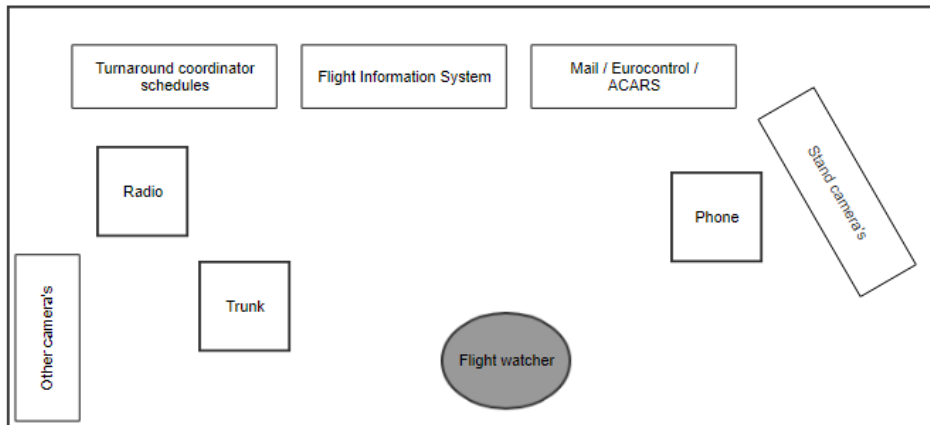 Turnaround coordinator
schedules
Flight Information System
Mail / Eurocontrol /
ACARS
Stand camera's
Radio
Phone
Other camera's
Trunk
Flight watcher